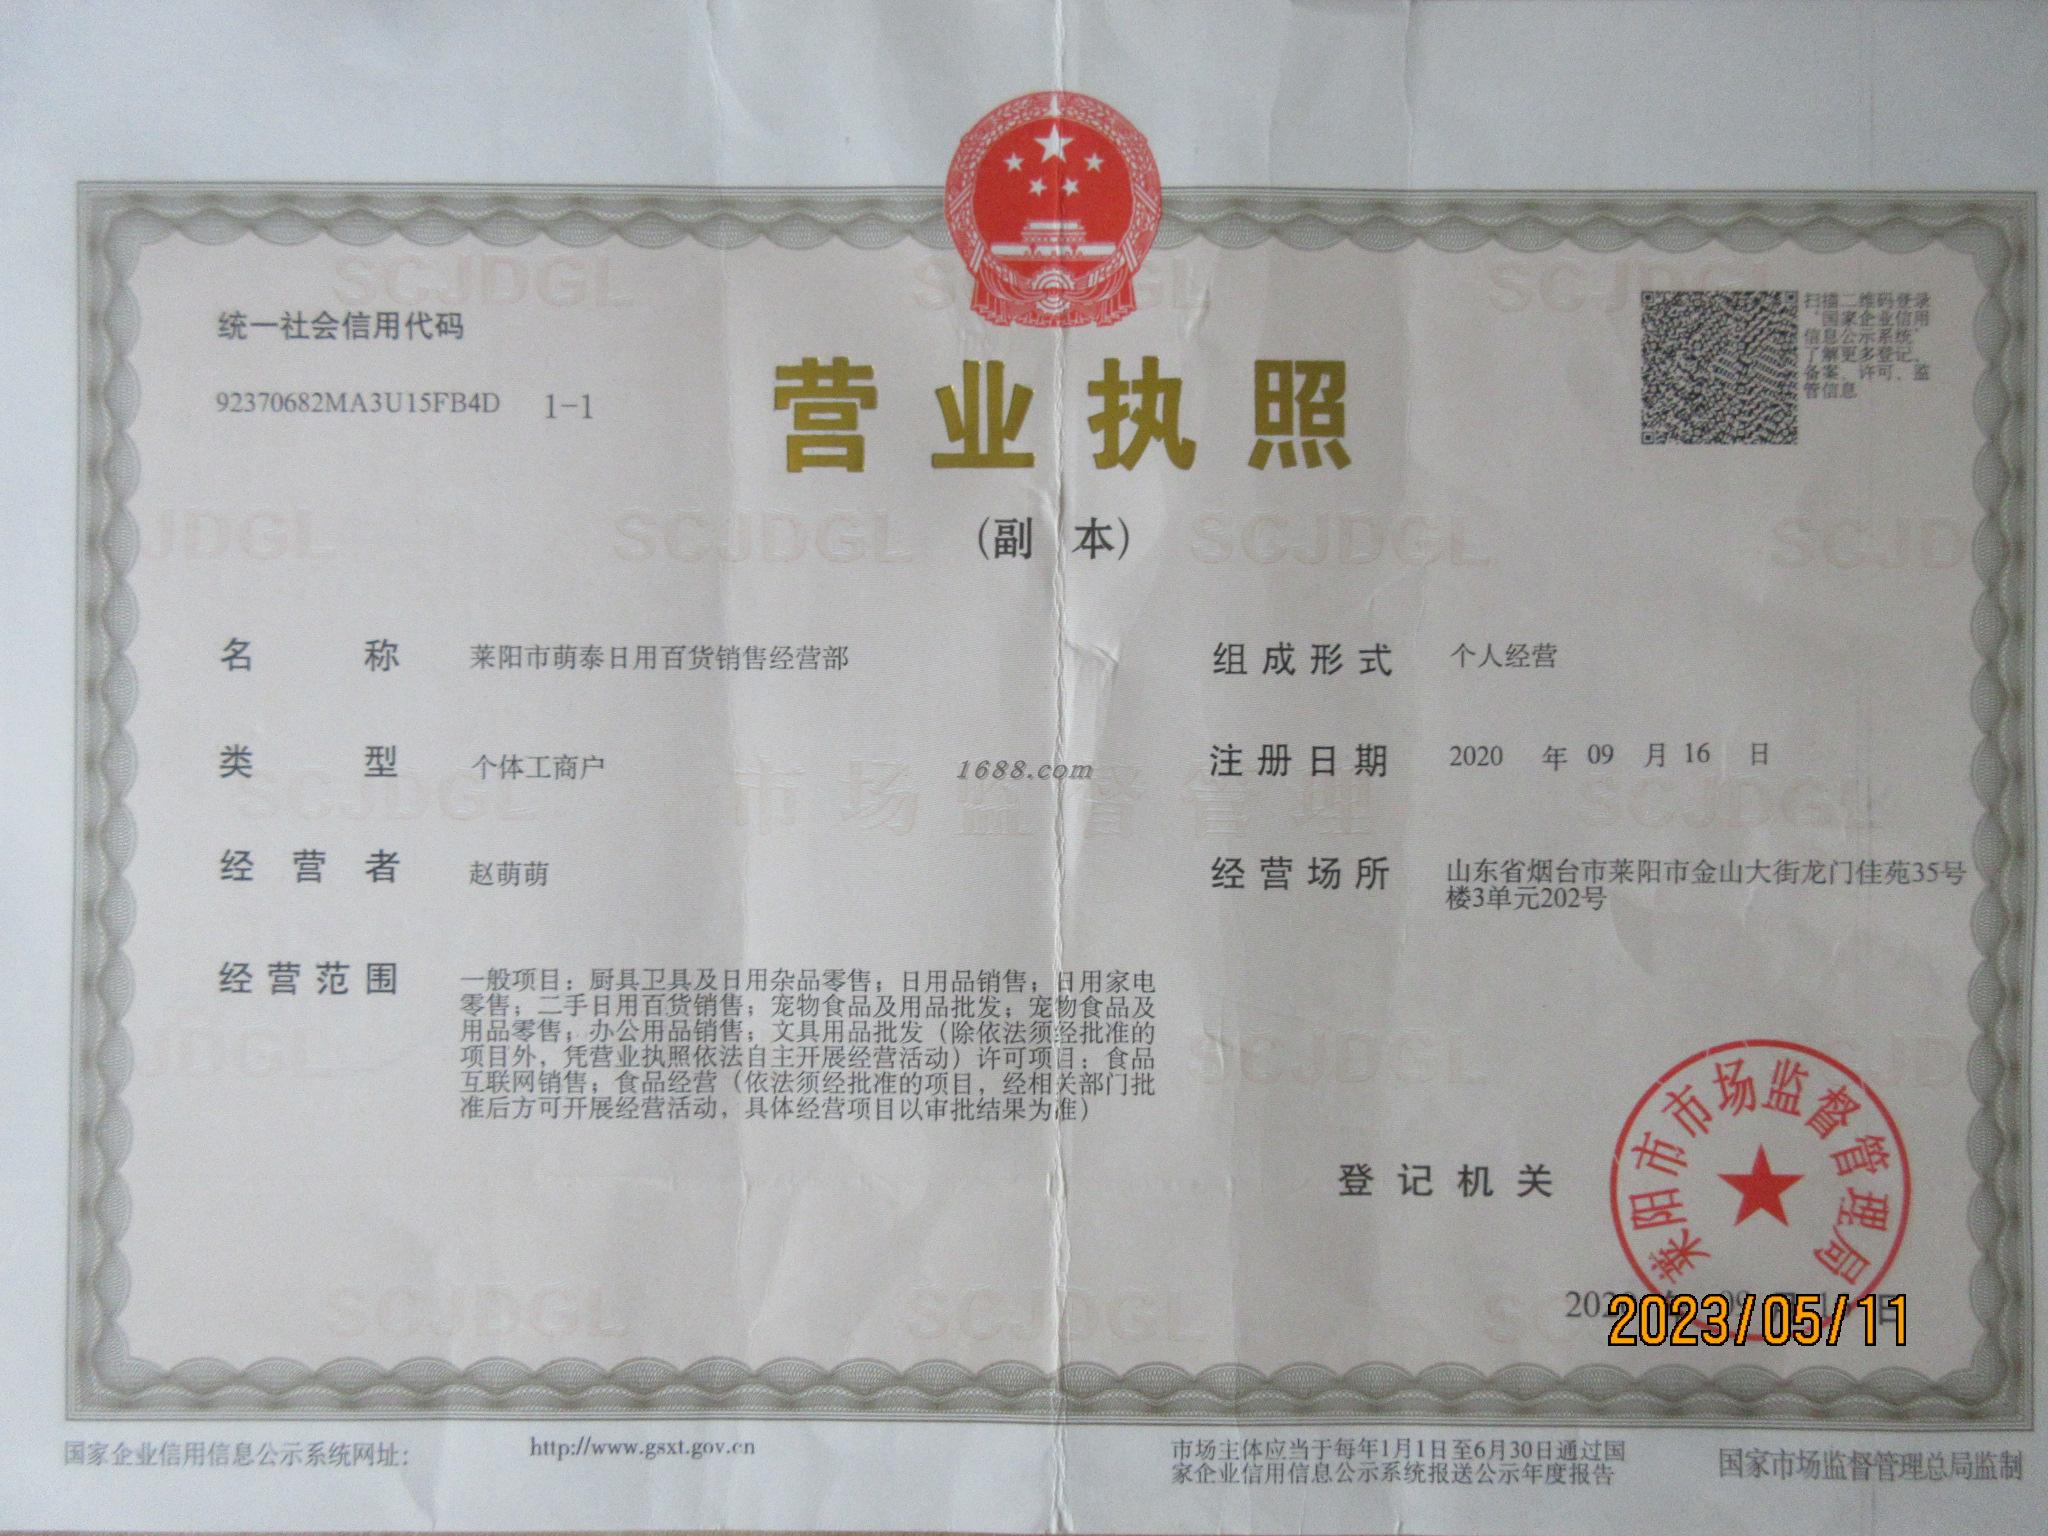 统一社会信用代码
92370682MA3U15FB4D 1-1
扫描二维码登录
“国家企业信用
信息公示系统”
了解更多登记、
备案、许可、监
管信息
营业执照
(副 本)
名 称 莱阳市萌泰日用百货销售经营部
类 型 个体工商户
经 营 者 赵萌萌
经营范围 一般项目：厨具卫具及日用杂品零售；日用品销售；日用家电
零售；二手日用百货销售；宠物食品及用品批发；宠物食品及
用品零售；办公用品销售；文具用品批发（除依法须经批准的
项目外，凭营业执照依法自主开展经营活动）许可项目：食品
互联网销售；食品经营（依法须经批准的项目，经相关部门批
准后方可开展经营活动，具体经营项目以审批结果为准）
组成形式 个人经营
注册日期 2020 年 09 月 16 日
经营场所 山东省烟台市莱阳市金山大街龙门佳苑35号
楼3单元202号
1688.com
市场监督管理
SCJDGL
登记机关
莱阳市市场监督管理局
2023/05/11
国家企业信用信息公示系统网址：
http://www.gsxt.gov.cn
市场主体应当于每年1月1日至6月30日通过国
家企业信用信息公示系统报送公示年度报告
国家市场监督管理总局监制